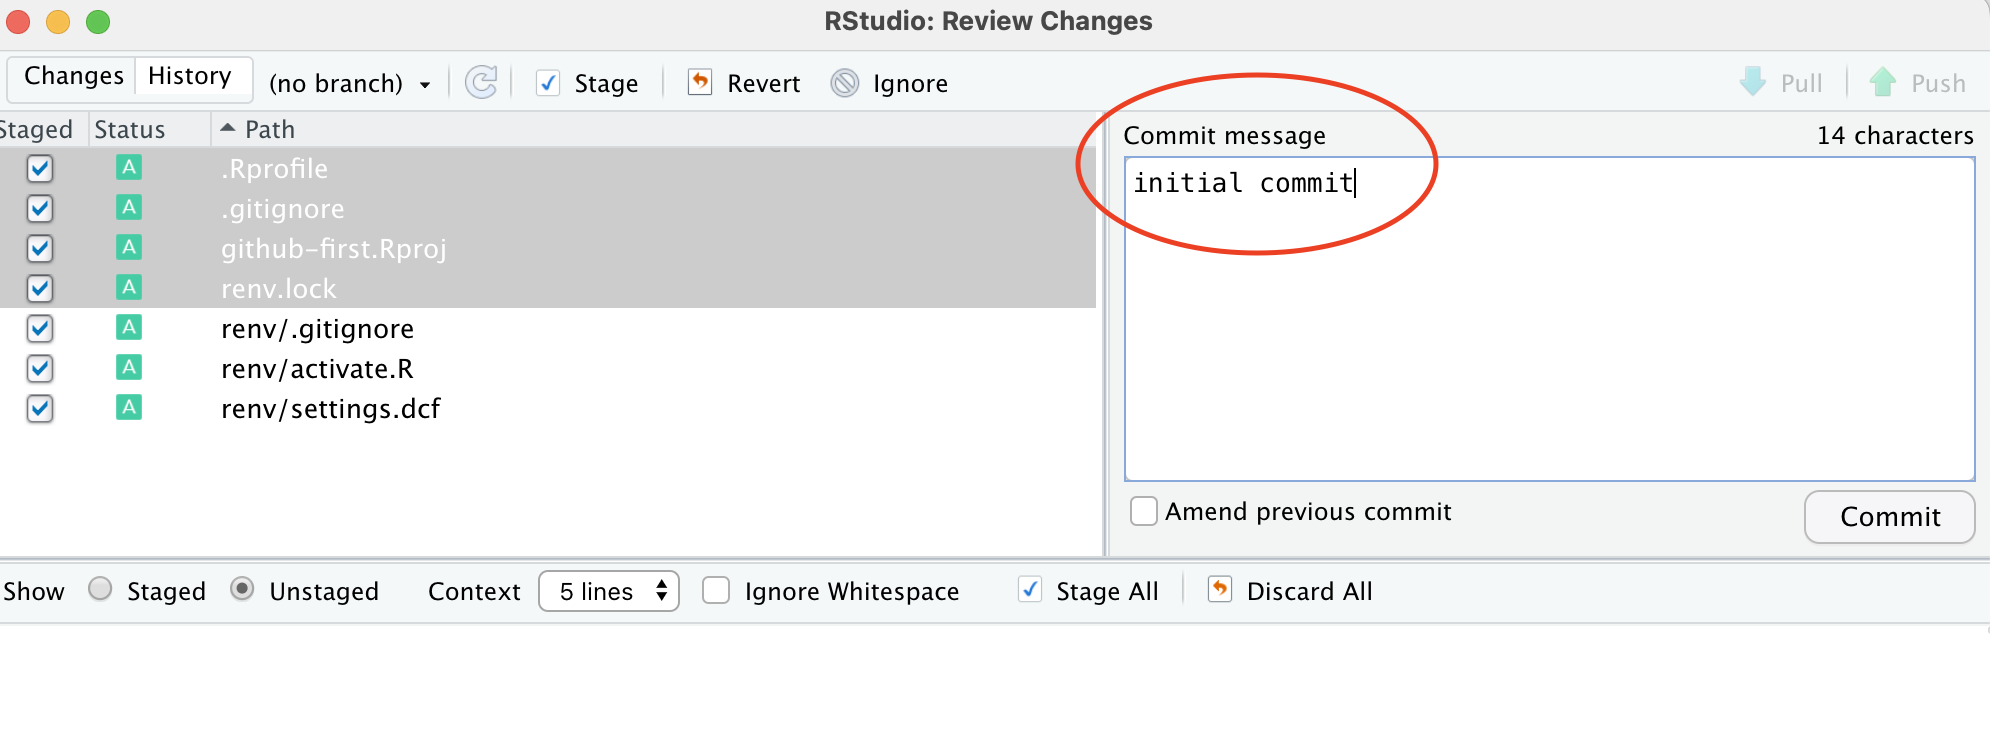 RStudio: Review Changes
Changes History (no branch) Stage Revert Ignore Pull Push
Staged Status Path
A .Rprofile
A .gitignore
A github-first.Rproj
A renv.lock
A renv/.gitignore
A renv/activate.R
A renv/settings.dcf
Commit message 14 characters
initial commit
Amend previous commit Commit
Show Staged Unstaged Context 5 lines Ignore Whitespace Stage All Discard All